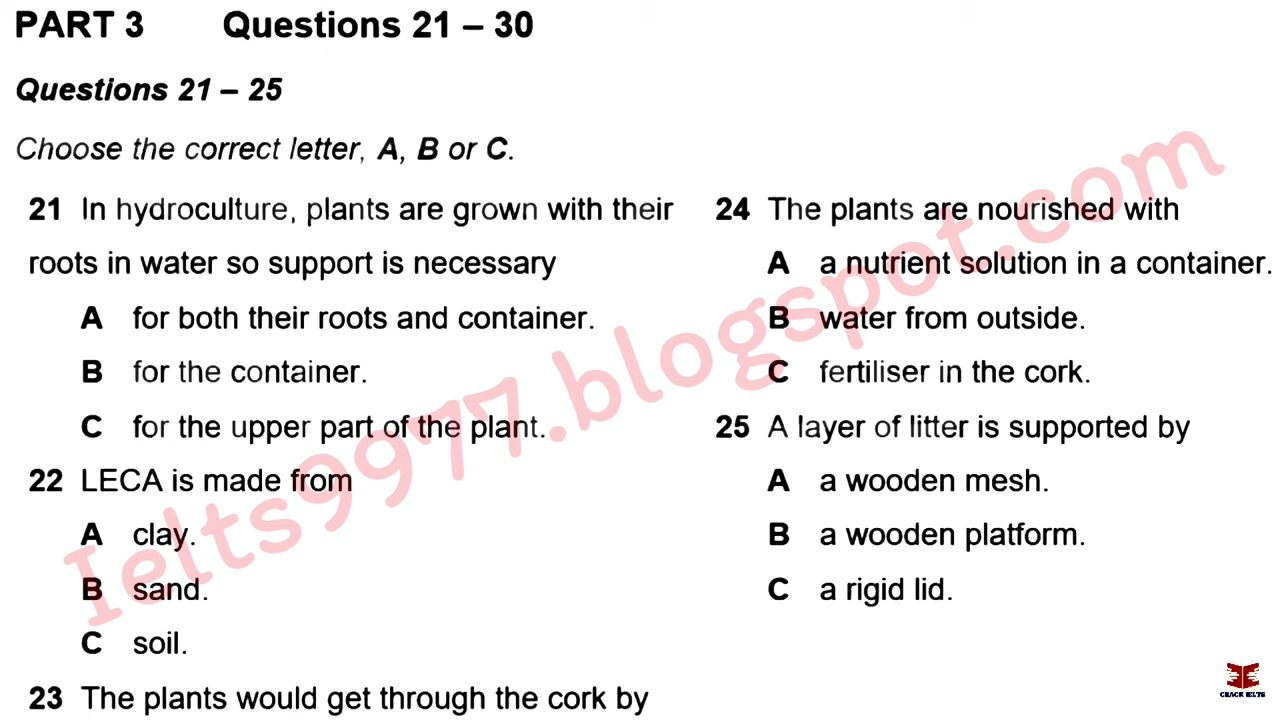 PART 3 Questions 21 – 30
Questions 21 – 25
Choose the correct letter, A, B or C.
21 In hydroculture, plants are grown with their
roots in water so support is necessary
A for both their roots and container.
B for the container.
C for the upper part of the plant.
22 LECA is made from
A clay.
B sand.
C soil.
23 The plants would get through the cork by
24 The plants are nourished with
A a nutrient solution in a container.
B water from outside.
C fertiliser in the cork.
25 A layer of litter is supported by
A a wooden mesh.
B a wooden platform.
C a rigid lid.
Ielts9977.blogspot.com
CRACK IELTS